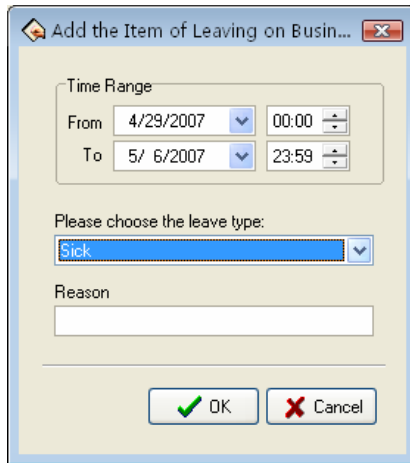 Add the Item of Leaving on Busin...
Time Range
From 4/29/2007 00:00
To 5/ 6/2007 23:59
Please choose the leave type:
Sick
Reason
OK Cancel